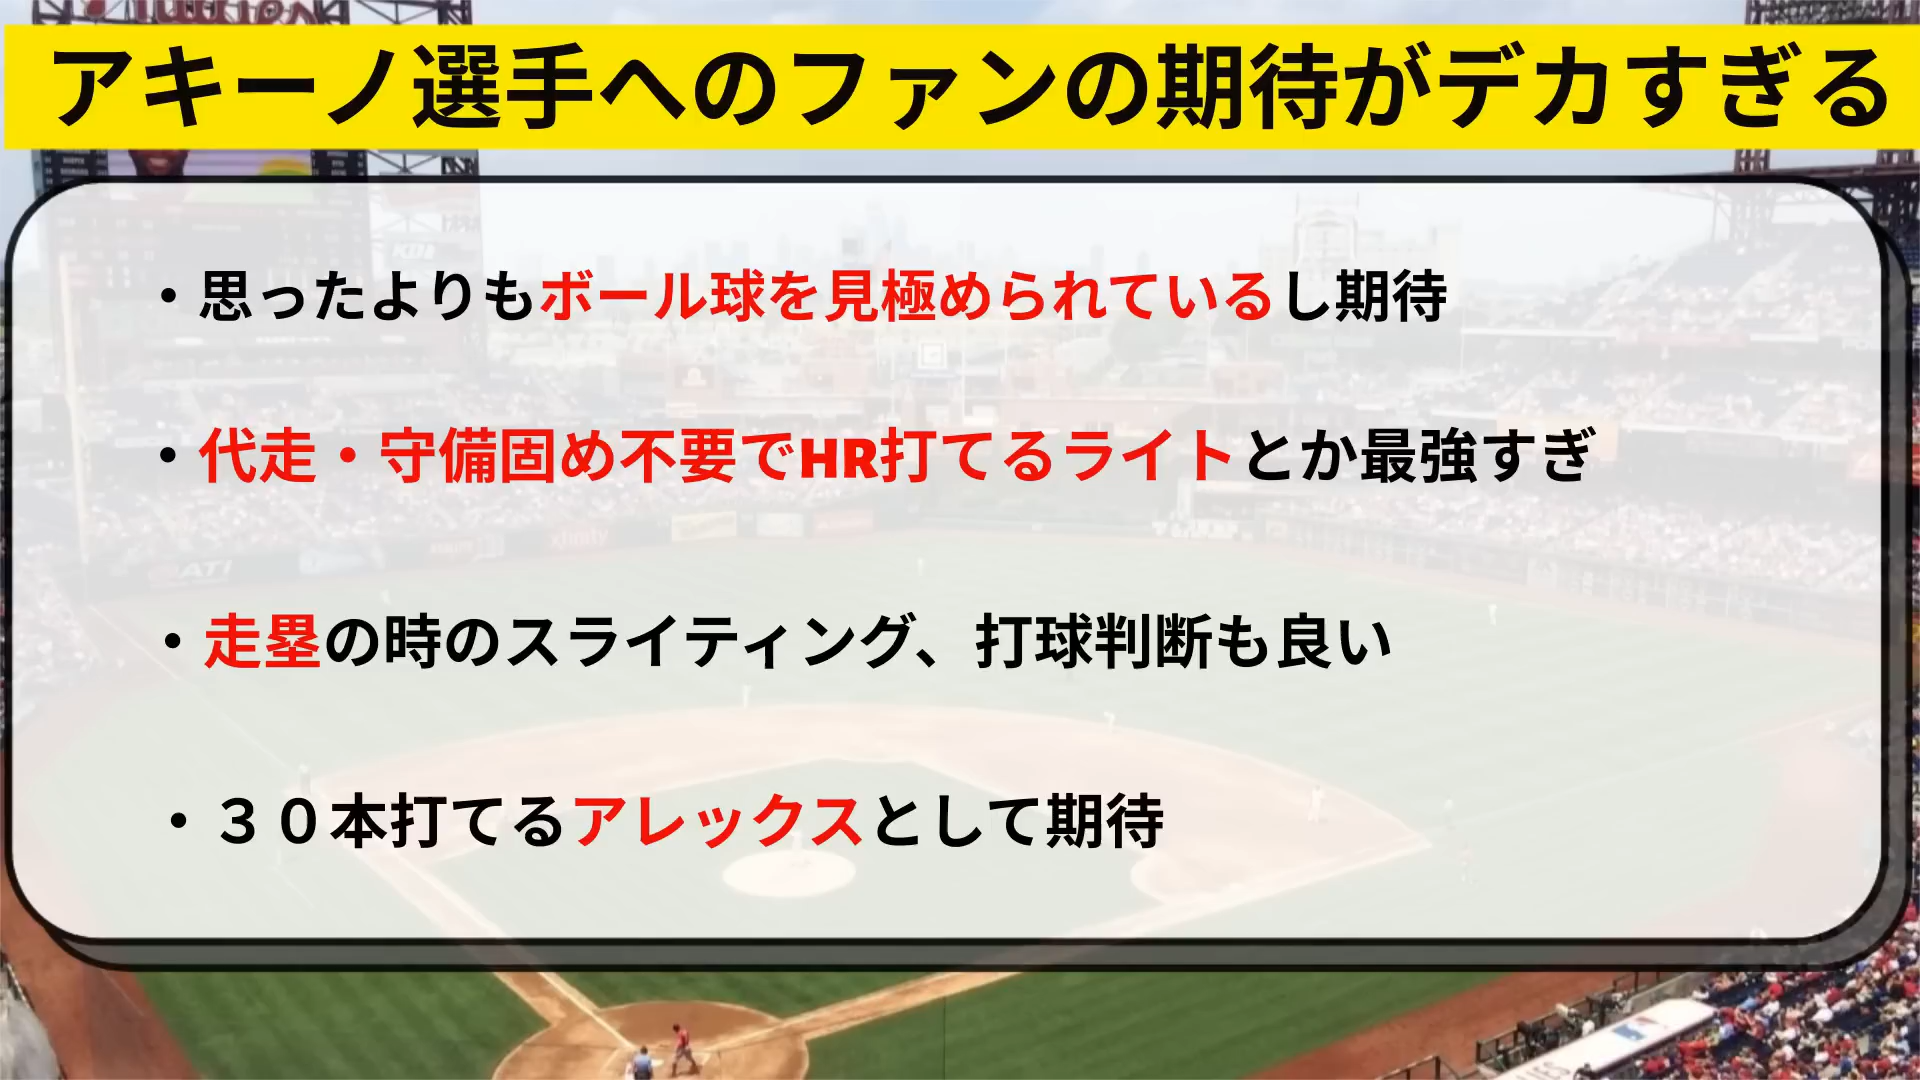 Phillies
アキーノ選手へのファンの期待がデカすぎる
・思ったよりもボール球を見極められているし期待
・代走・守備固め不要でHR打てるライトとか最強すぎ
・走塁の時のスライティング、打球判断も良い
・３０本打てるアレックスとして期待